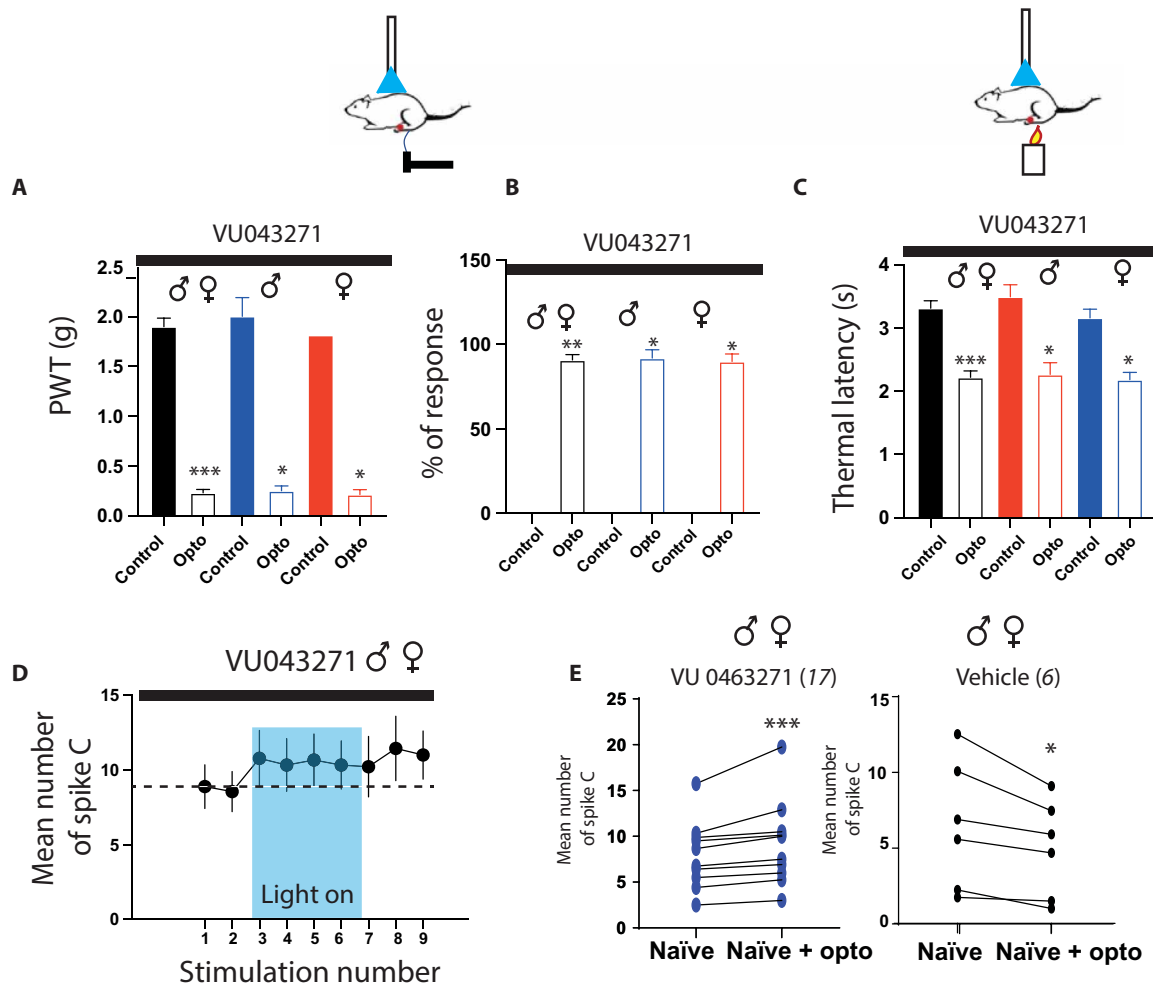 A
VU043271
♂ ♀ ♂ ♀
PWT (g)
2.5
2.0
1.5
1.0
0.5
0.0
*** * *
Control Opto Control Opto Control Opto
B
VU043271
♂ ♀ ♂ ♀
% of response
150
100
50
0
** * *
Control Opto Control Opto Control Opto
C
VU043271
♂ ♀ ♂ ♀
Thermal latency (s)
4
3
2
1
0
*** * *
Control Opto Control Opto Control Opto
D
VU043271 ♂ ♀
Mean number
of spike C
15
10
5
0
Light on
1 2 3 4 5 6 7 8 9
Stimulation number
E
♂ ♀
VU 0463271 (17)
Mean number
of spike C
25
20
15
10
5
0
***
Naïve Naïve + opto
♂ ♀
Vehicle (6)
Mean number
of spike C
15
10
5
0
*
Naïve Naïve + opto